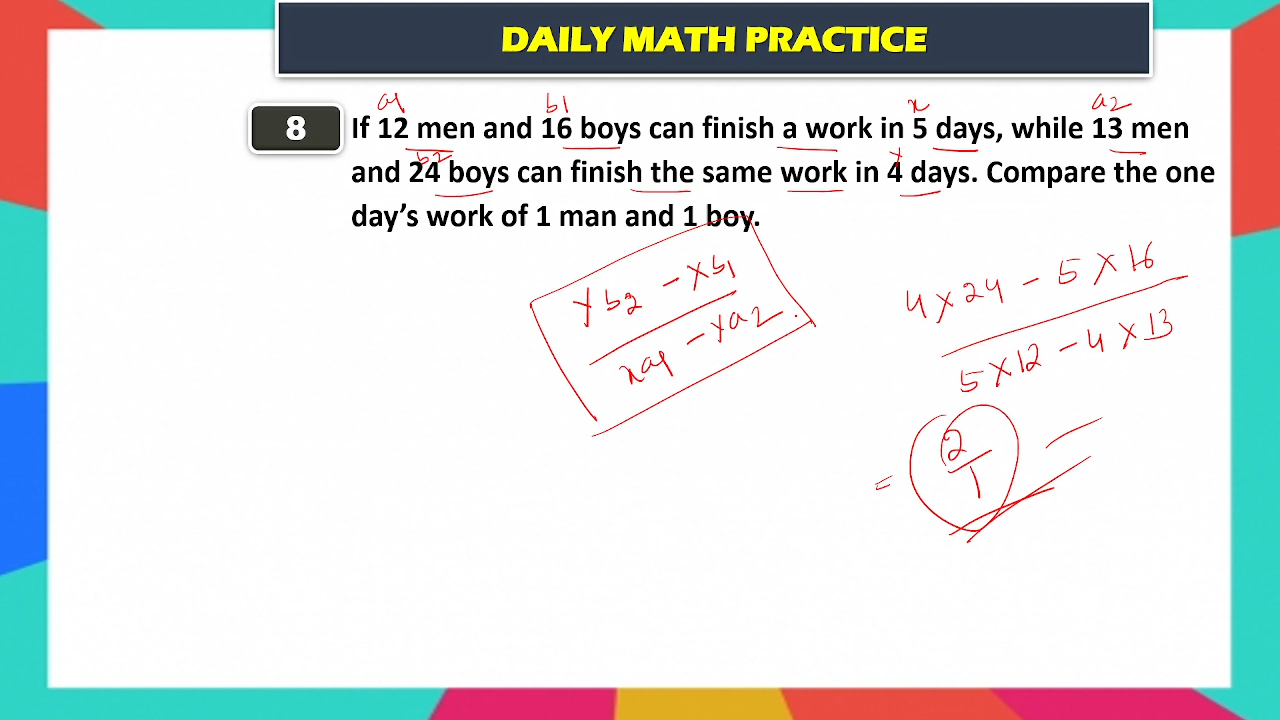 DAILY MATH PRACTICE
a1 b1 x a2
8 If 12 men and 16 boys can finish a work in 5 days, while 13 men
b2 y
and 24 boys can finish the same work in 4 days. Compare the one
day's work of 1 man and 1 boy.
yb2 - xb1
xa1 - ya2
4 x 24 - 5 x 16
5 x 12 - 4 x 13
= 2
1